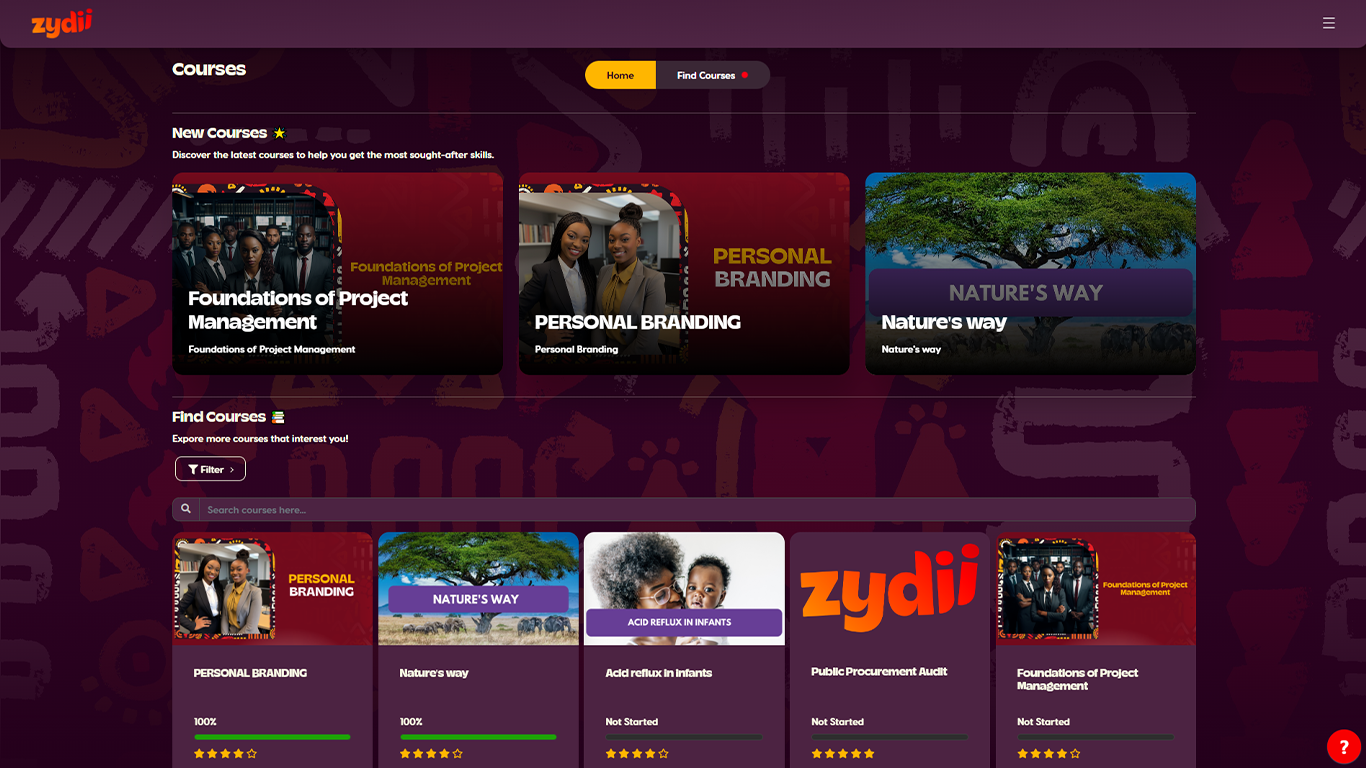 zydii
Courses
Home
Find Courses
New Courses
Discover the latest courses to help you get the most sought-after skills.
Foundations of Project
Management
Foundations of Project
Management
Foundations of Project Management
PERSONAL
BRANDING
PERSONAL BRANDING
Personal Branding
NATURE'S WAY
Nature's way
Nature's way
Find Courses
Expore more courses that interest you!
Filter >
Search courses here...
PERSONAL
BRANDING
PERSONAL BRANDING
100%
NATURE'S WAY
Nature's way
100%
ACID REFLUX IN INFANTS
Acid reflux in infants
Not Started
zydii
Public Procurement Audit
Not Started
Foundations of Project
Management
Foundations of Project
Management
Not Started
?